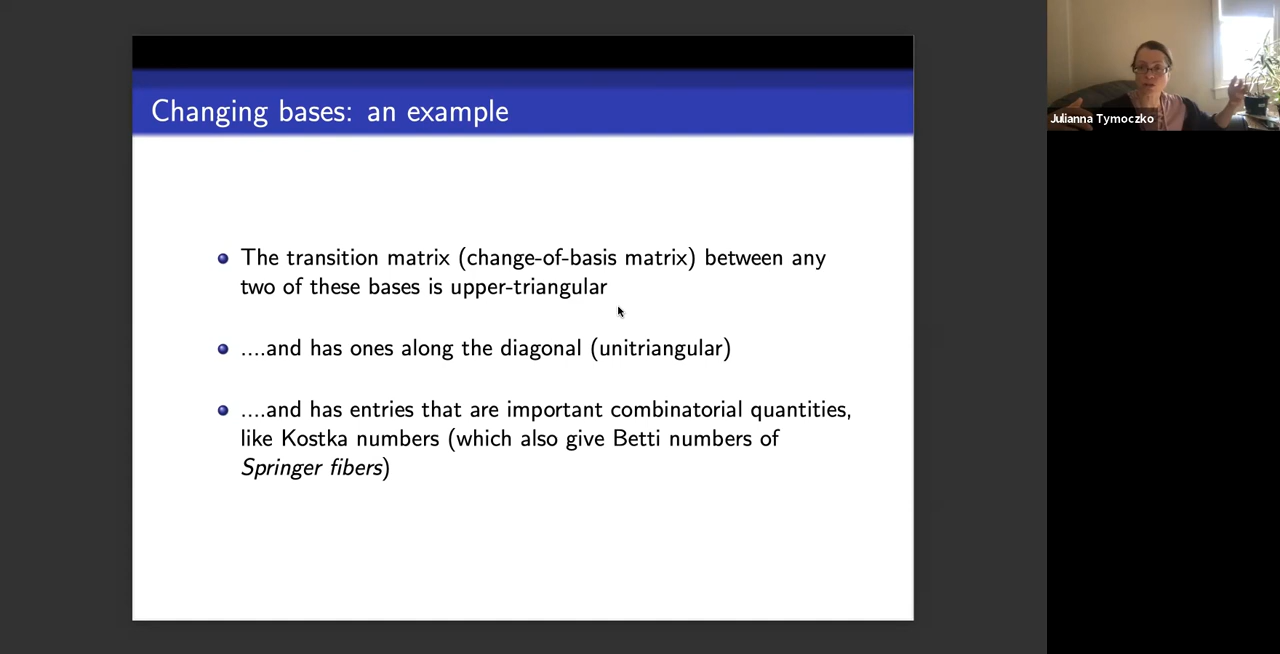 Changing bases: an example
Julianna Tymoczko
The transition matrix (change-of-basis matrix) between any
two of these bases is upper-triangular
....and has ones along the diagonal (unitriangular)
....and has entries that are important combinatorial quantities,
like Kostka numbers (which also give Betti numbers of
Springer fibers)